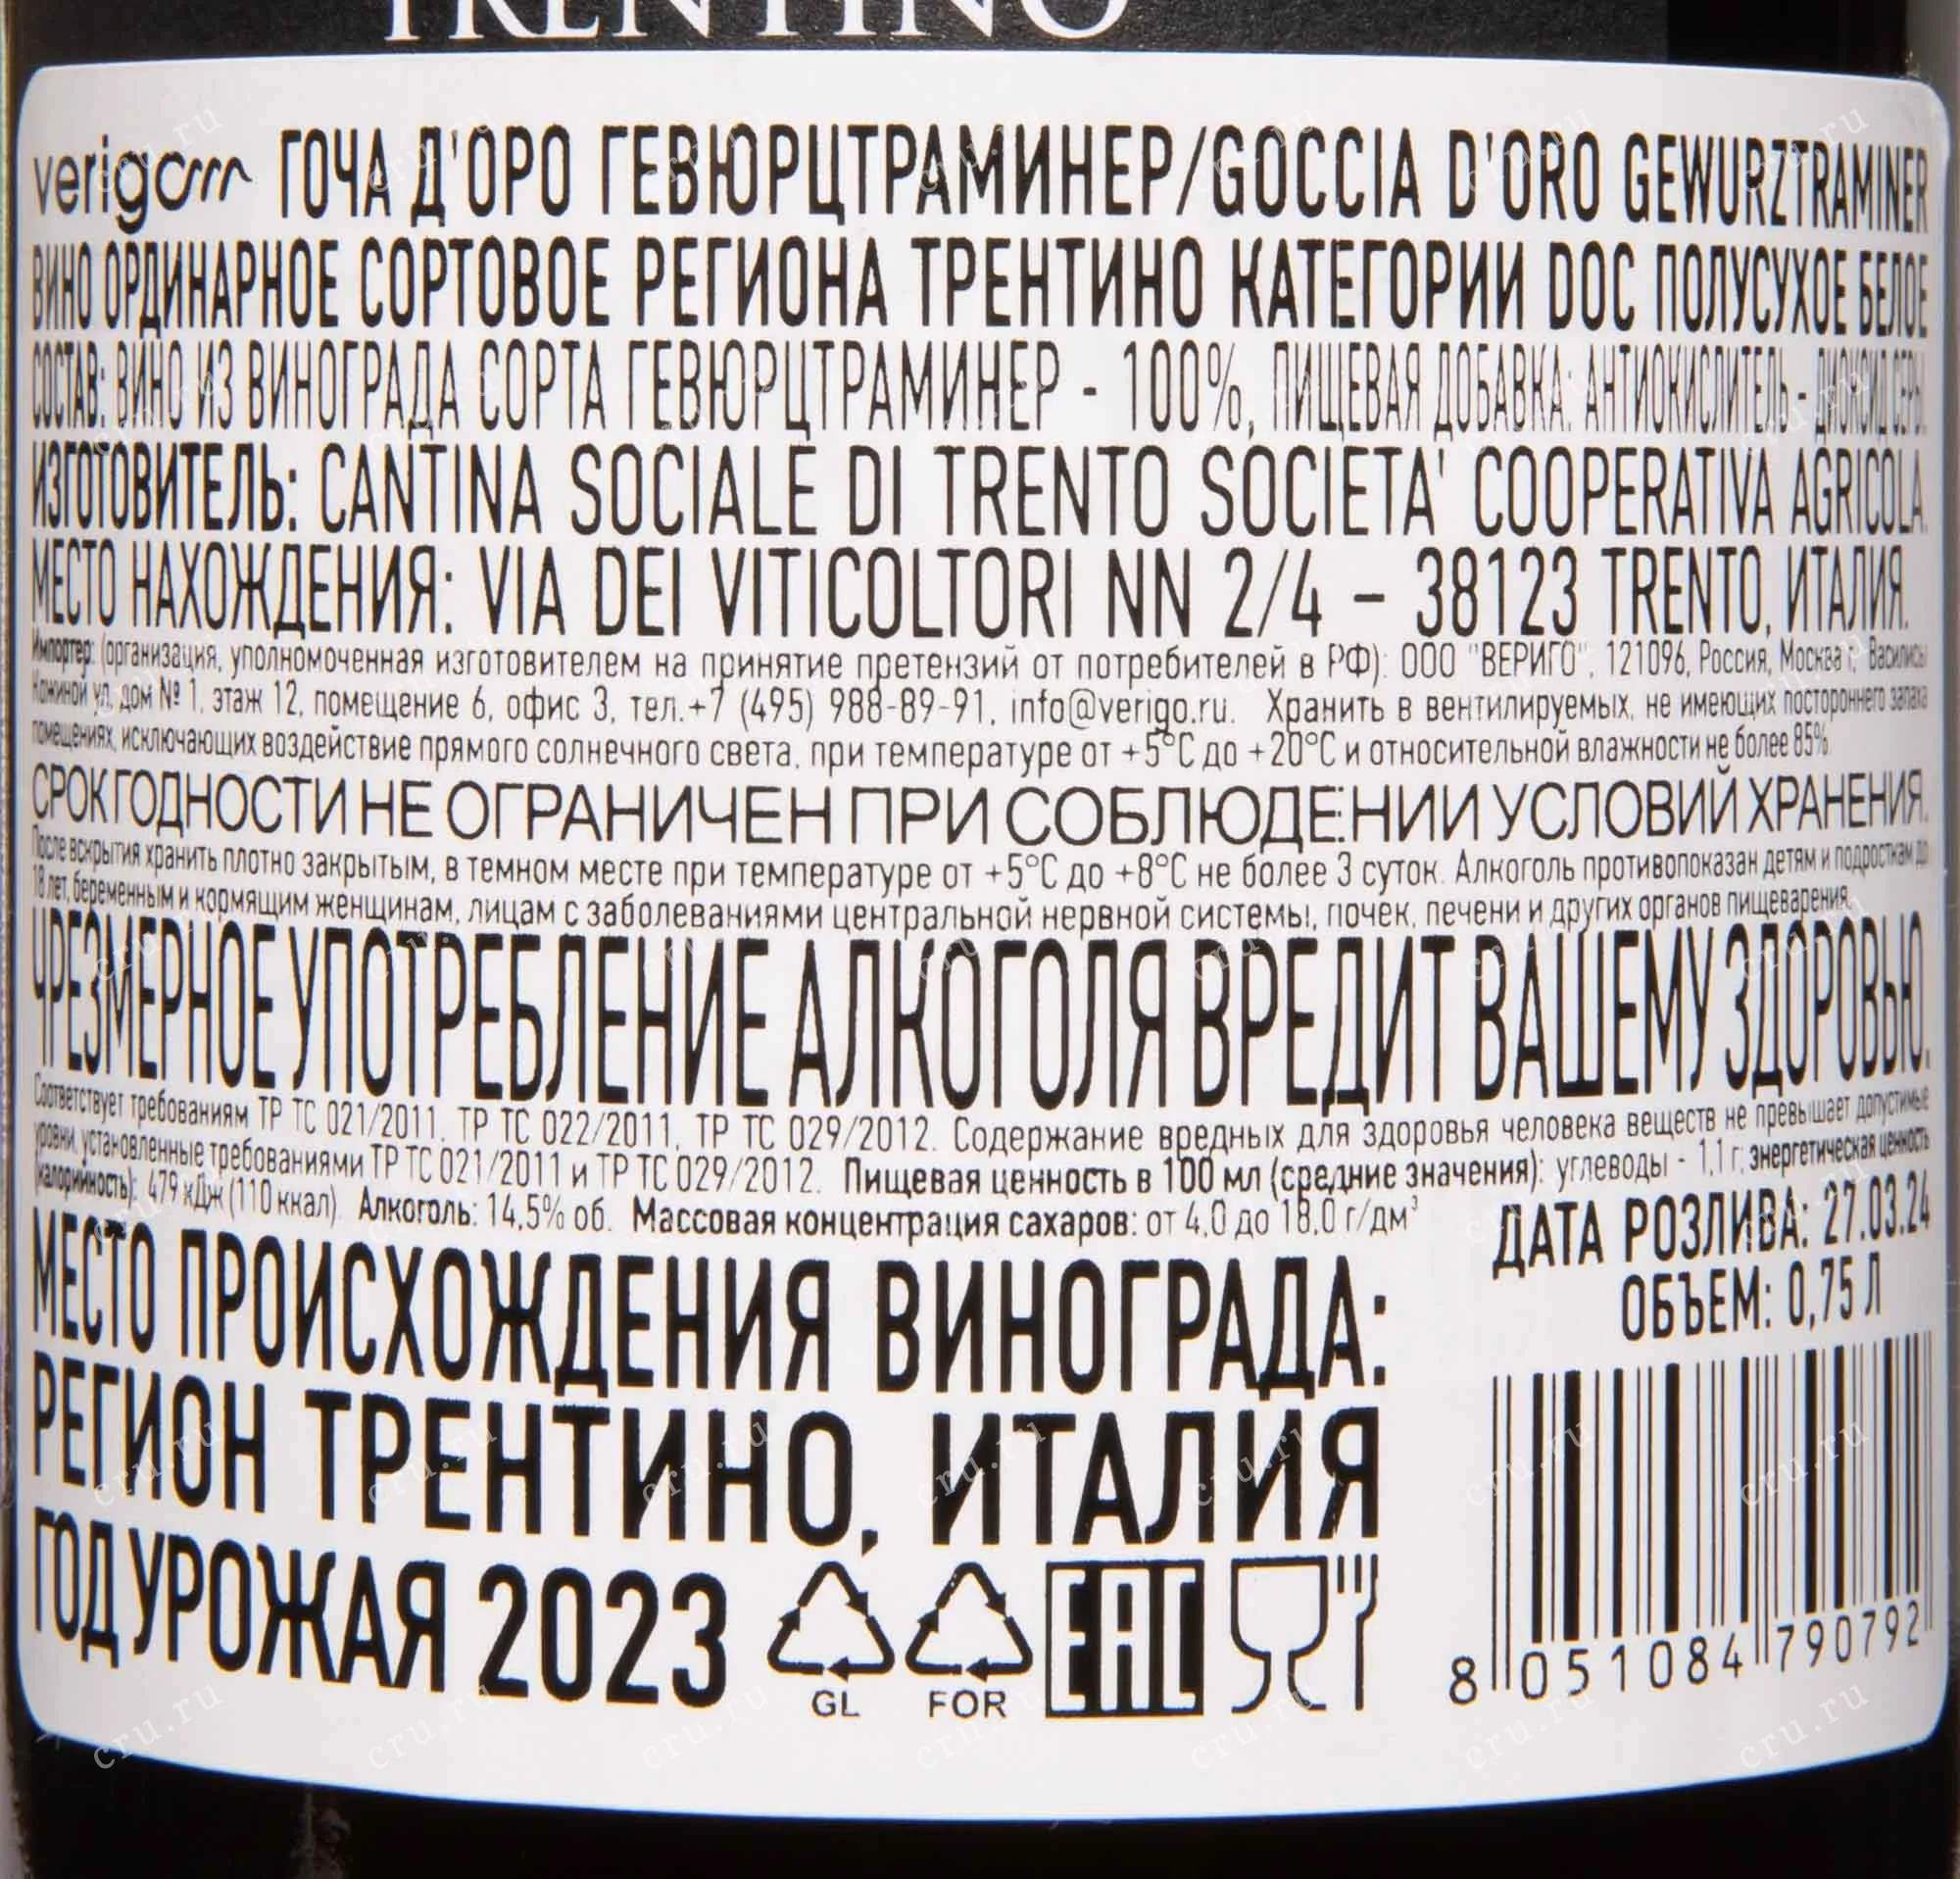 TRENTINO
verigo ГОЧА Д'ОРО ГЕВЮРЦТРАМИНЕР/GOCCIA D'ORO GEWURZTRAMINER
ВИНО ОРДИНАРНОЕ СОРТОВОЕ РЕГИОНА ТРЕНТИНО КАТЕГОРИИ DOC ПОЛУСУХОЕ БЕЛОЕ
СОСТАВ: ВИНО ИЗ ВИНОГРАДА СОРТА ГЕВЮРЦТРАМИНЕР - 100%, ПИЩЕВАЯ ДОБАВКА: АНТИОКИСЛИТЕЛЬ - ДИОКСИД СЕРЫ.
ИЗГОТОВИТЕЛЬ: CANTINA SOCIALE DI TRENTO SOCIETA' COOPERATIVA AGRICOLA.
МЕСТО НАХОЖДЕНИЯ: VIA DEI VITICOLTORI NN 2/4 – 38123 TRENTO, ИТАЛИЯ.
Импортер: (организация, уполномоченная изготовителем на принятие претензий от потребителей в РФ): ООО "ВЕРИГО", 121096, Россия, Москва г, Василисы
Кожиной ул, дом № 1, этаж 12, помещение 6, офис 3, тел.+7 (495) 988-89-91, info@verigo.ru. Хранить в вентилируемых, не имеющих постороннего запаха
помещениях, исключающих воздействие прямого солнечного света, при температуре от +5°С до +20°С и относительной влажности не более 85%
СРОК ГОДНОСТИ НЕ ОГРАНИЧЕН ПРИ СОБЛЮДЕНИИ УСЛОВИЙ ХРАНЕНИЯ.
После вскрытия хранить плотно закрытым, в темном месте при температуре от +5°С до +8°С не более 3 суток. Алкоголь противопоказан детям и подросткам до
18 лет, беременным и кормящим женщинам, лицам с заболеваниями центральной нервной системы, почек, печени и других органов пищеварения.
ЧРЕЗМЕРНОЕ УПОТРЕБЛЕНИЕ АЛКОГОЛЯ ВРЕДИТ ВАШЕМУ ЗДОРОВЬЮ.
Соответствует требованиям ТР ТС 021/2011, ТР ТС 022/2011, ТР ТС 029/2012. Содержание вредных для здоровья человека веществ не превышает допустимые
уровни, установленные требованиями ТР ТС 021/2011 и ТР ТС 029/2012. Пищевая ценность в 100 мл (средние значения): углеводы - 1,1 г; энергетическая ценность
(калорийность): 479 кДж (110 ккал). Алкоголь: 14,5% об. Массовая концентрация сахаров: от 4,0 до 18,0 г/дм³
ДАТА РОЗЛИВА: 27.03.24
ОБЪЕМ: 0,75 Л
МЕСТО ПРОИСХОЖДЕНИЯ ВИНОГРАДА:
РЕГИОН ТРЕНТИНО, ИТАЛИЯ
ГОД УРОЖАЯ 2023
GL FOR EAC
8 051084 790792
cru.ru